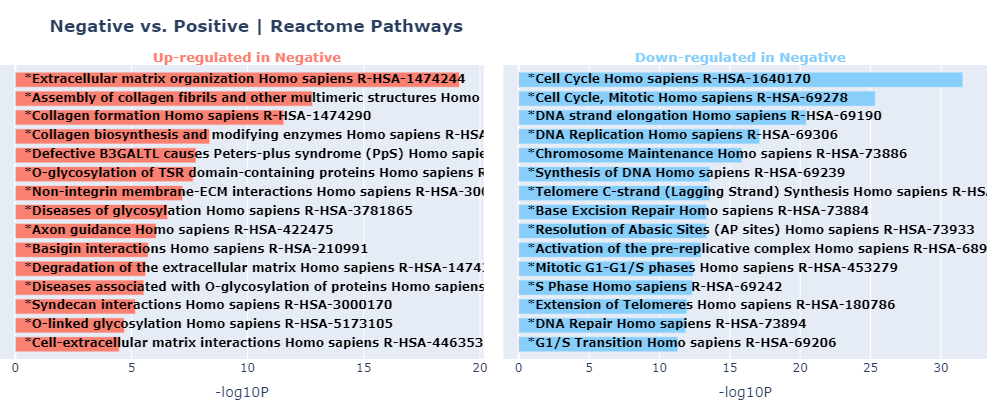 Negative vs. Positive | Reactome Pathways
Up-regulated in Negative
*Extracellular matrix organization Homo sapiens R-HSA-1474244
*Assembly of collagen fibrils and other multimeric structures Homo
*Collagen formation Homo sapiens R-HSA-1474290
*Collagen biosynthesis and modifying enzymes Homo sapiens R-HSA
*Defective B3GALTL causes Peters-plus syndrome (PpS) Homo
*O-glycosylation of TSR domain-containing proteins Homo sapiens
*Non-integrin membrane-ECM interactions Homo sapiens
*Diseases of glycosylation Homo sapiens R-HSA-3781865
*Axon guidance Homo sapiens R-HSA-422475
*Basigin interactions Homo sapiens R-HSA-210991
*Degradation of the extracellular matrix Homo sapiens
*Diseases associated with O-glycosylation of proteins Homo sapiens
*Syndecan interactions Homo sapiens R-HSA-3000170
*O-linked glycosylation Homo sapiens R-HSA-5173105
*Cell-extracellular matrix interactions Homo sapiens R-HSA-446353
0 5 10 15 20
-log10P
Down-regulated in Negative
*Cell Cycle Homo sapiens R-HSA-1640170
*Cell Cycle, Mitotic Homo sapiens R-HSA-69278
*DNA strand elongation Homo sapiens R-HSA-69190
*DNA Replication Homo sapiens R-HSA-69306
*Chromosome Maintenance Homo sapiens R-HSA-73886
*Synthesis of DNA Homo sapiens R-HSA-69239
*Telomere C-strand (Lagging Strand) Synthesis Homo sapiens
*Base Excision Repair Homo sapiens R-HSA-73884
*Resolution of Abasic Sites (AP sites) Homo sapiens R-HSA-73933
*Activation of the pre-replicative complex Homo sapiens R-HSA-689
*Mitotic G1-G1/S phases Homo sapiens R-HSA-453279
*S Phase Homo sapiens R-HSA-69242
*Extension of Telomeres Homo sapiens R-HSA-180786
*DNA Repair Homo sapiens R-HSA-73894
*G1/S Transition Homo sapiens R-HSA-69206
0 5 10 15 20 25 30
-log10P